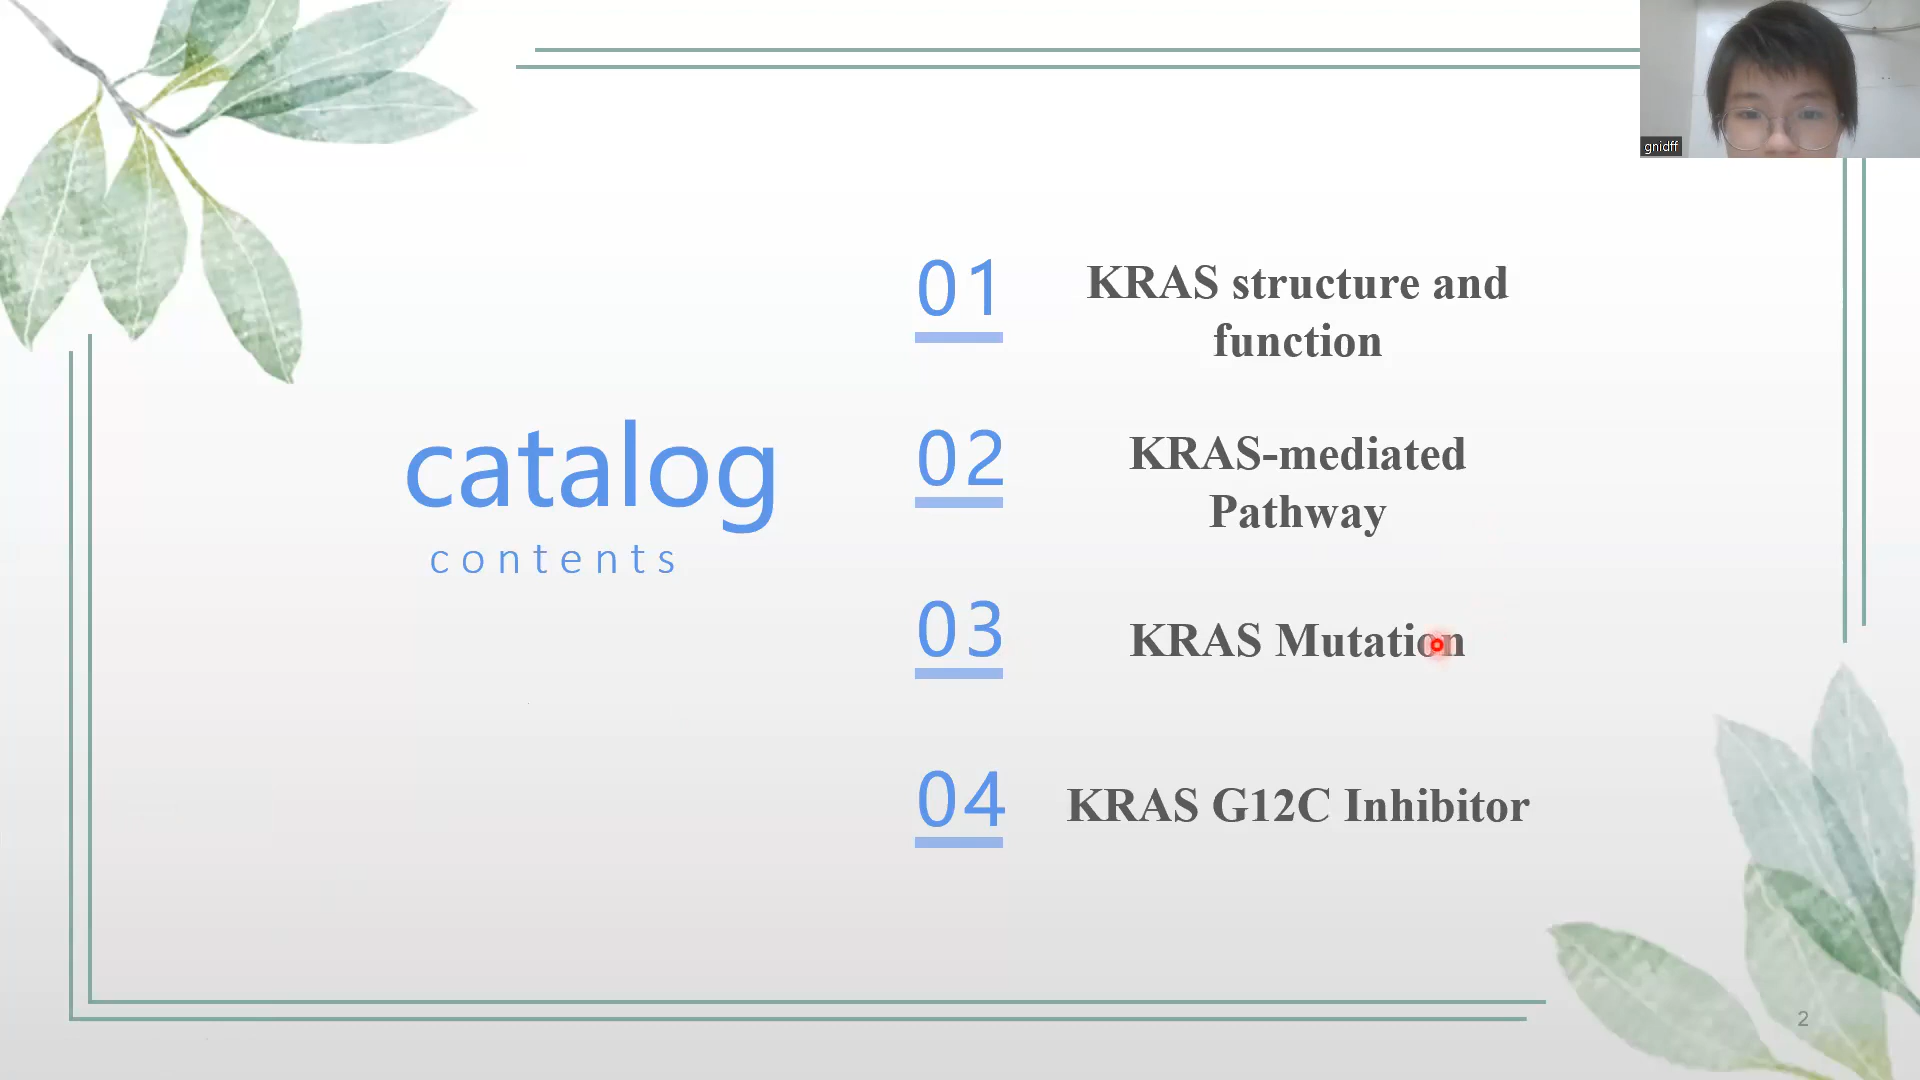 gnidff
catalog
contents
01
KRAS structure and
function
02
KRAS-mediated
Pathway
03
KRAS Mutation
04
KRAS G12C Inhibitor
2